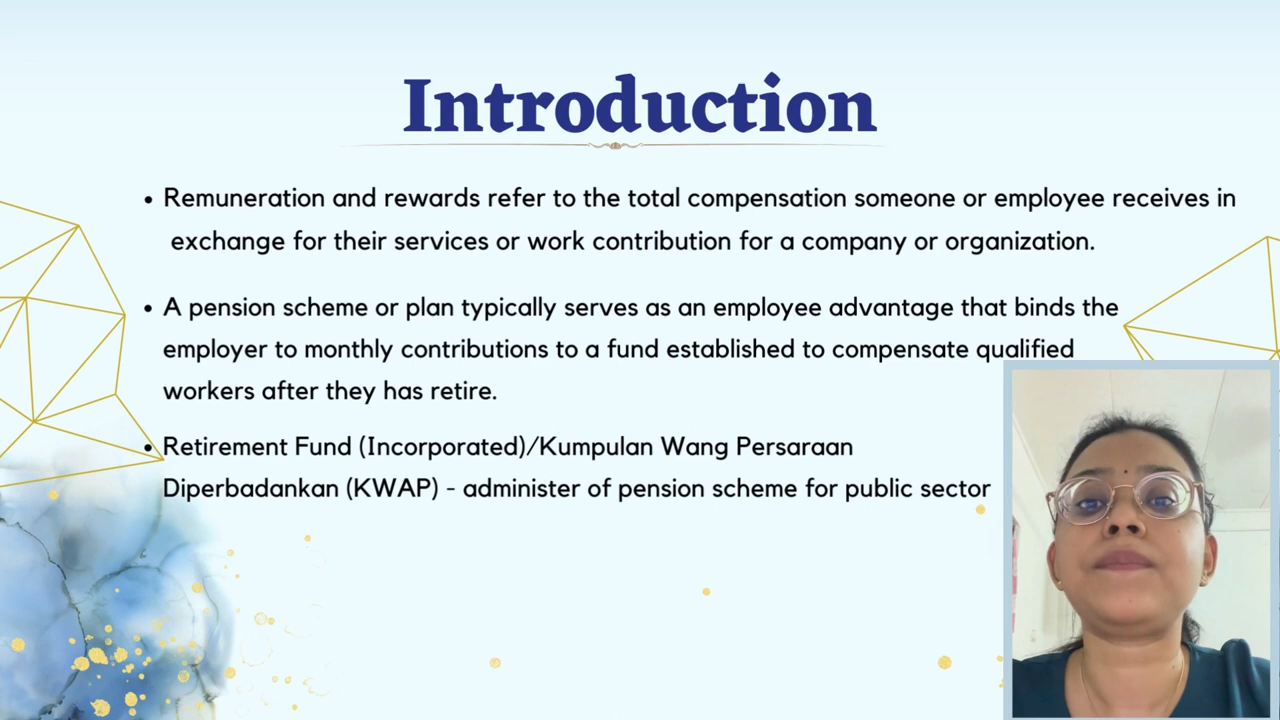 Introduction
• Remuneration and rewards refer to the total compensation someone or employee receives in
exchange for their services or work contribution for a company or organization.
• A pension scheme or plan typically serves as an employee advantage that binds the
employer to monthly contributions to a fund established to compensate qualified
workers after they has retire.
• Retirement Fund (Incorporated)/Kumpulan Wang Persaraan
Diperbadankan (KWAP) - administer of pension scheme for public sector